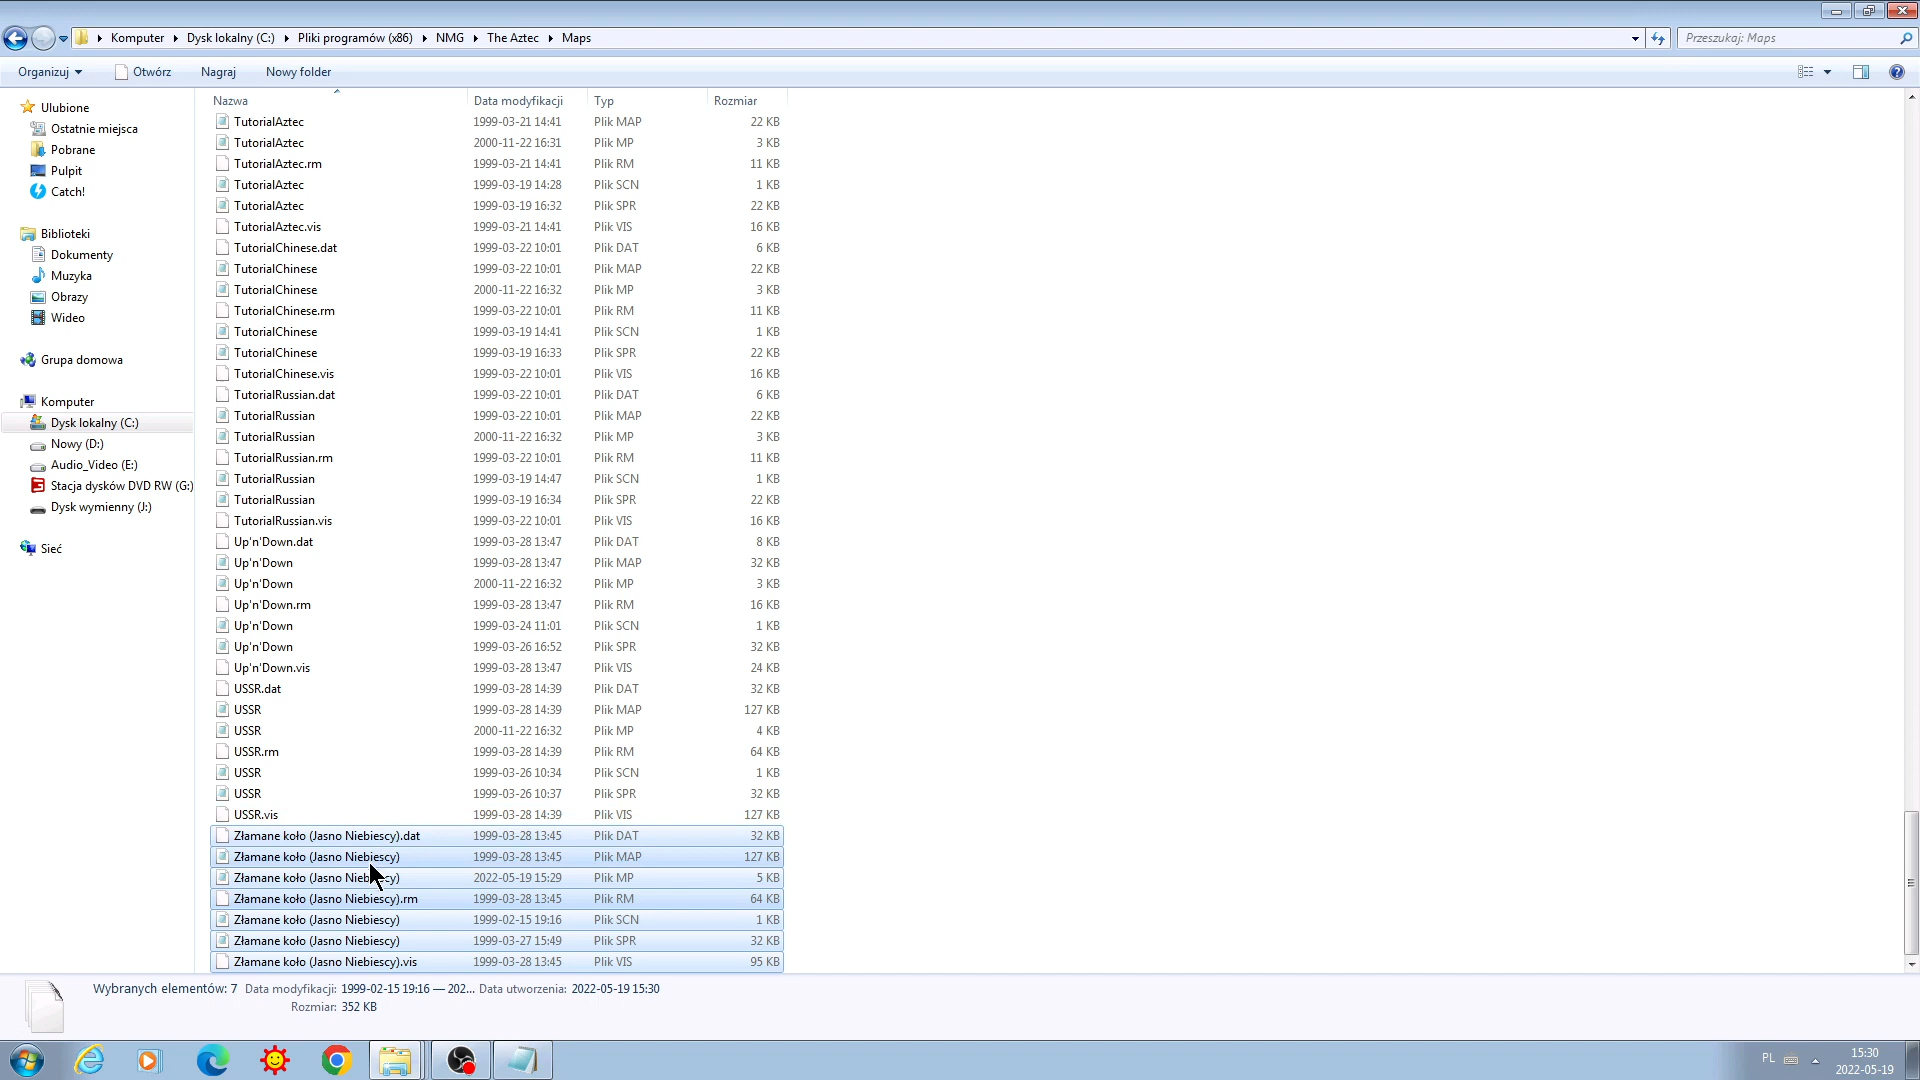 Komputer Dysk lokalny (C:) Pliki programów (x86) NMG The Aztec Maps Przeszukaj: Maps
Organizuj Otwórz Nagraj Nowy folder
Ulubione
Ostatnie miejsca
Pobrane
Pulpit
Catch!
Biblioteki
Dokumenty
Muzyka
Obrazy
Wideo
Grupa domowa
Komputer
Dysk lokalny (C:)
Nowy (D:)
Audio_Video (E:)
Stacja dysków DVD RW (G:)
Dysk wymienny (J:)
Sieć
Nazwa Data modyfikacji Typ Rozmiar
TutorialAztec 1999-03-21 14:41 Plik MAP 22 KB
TutorialAztec 2000-11-22 16:31 Plik MP 3 KB
TutorialAztec.rm 1999-03-21 14:41 Plik RM 11 KB
TutorialAztec 1999-03-19 14:28 Plik SCN 1 KB
TutorialAztec 1999-03-19 16:32 Plik SPR 22 KB
TutorialAztec.vis 1999-03-21 14:41 Plik VIS 16 KB
TutorialChinese.dat 1999-03-22 10:01 Plik DAT 6 KB
TutorialChinese 1999-03-22 10:01 Plik MAP 22 KB
TutorialChinese 2000-11-22 16:32 Plik MP 3 KB
TutorialChinese.rm 1999-03-22 10:01 Plik RM 11 KB
TutorialChinese 1999-03-19 14:41 Plik SCN 1 KB
TutorialChinese 1999-03-19 16:33 Plik SPR 22 KB
TutorialChinese.vis 1999-03-22 10:01 Plik VIS 16 KB
TutorialRussian.dat 1999-03-22 10:01 Plik DAT 6 KB
TutorialRussian 1999-03-22 10:01 Plik MAP 22 KB
TutorialRussian 2000-11-22 16:32 Plik MP 3 KB
TutorialRussian.rm 1999-03-22 10:01 Plik RM 11 KB
TutorialRussian 1999-03-19 14:47 Plik SCN 1 KB
TutorialRussian 1999-03-19 16:34 Plik SPR 22 KB
TutorialRussian.vis 1999-03-22 10:01 Plik VIS 16 KB
Up'n'Down.dat 1999-03-28 13:47 Plik DAT 8 KB
Up'n'Down 1999-03-28 13:47 Plik MAP 32 KB
Up'n'Down 2000-11-22 16:32 Plik MP 3 KB
Up'n'Down.rm 1999-03-28 13:47 Plik RM 16 KB
Up'n'Down 1999-03-24 11:01 Plik SCN 1 KB
Up'n'Down 1999-03-26 16:52 Plik SPR 32 KB
Up'n'Down.vis 1999-03-28 13:47 Plik VIS 24 KB
USSR.dat 1999-03-28 14:39 Plik DAT 32 KB
USSR 1999-03-28 14:39 Plik MAP 127 KB
USSR 2000-11-22 16:32 Plik MP 4 KB
USSR.rm 1999-03-28 14:39 Plik RM 64 KB
USSR 1999-03-26 10:34 Plik SCN 1 KB
USSR 1999-03-26 10:37 Plik SPR 32 KB
USSR.vis 1999-03-28 14:39 Plik VIS 127 KB
Złamane koło (Jasno Niebiescy).dat 1999-03-28 13:45 Plik DAT 32 KB
Złamane koło (Jasno Niebiescy) 1999-03-28 13:45 Plik MAP 127 KB
Złamane koło (Jasno Niebiescy) 2022-05-19 15:29 Plik MP 5 KB
Złamane koło (Jasno Niebiescy).rm 1999-03-28 13:45 Plik RM 64 KB
Złamane koło (Jasno Niebiescy) 1999-02-15 19:16 Plik SCN 1 KB
Złamane koło (Jasno Niebiescy) 1999-03-27 15:49 Plik SPR 32 KB
Złamane koło (Jasno Niebiescy).vis 1999-03-28 13:45 Plik VIS 95 KB
Wybranych elementów: 7 Data modyfikacji: 1999-02-15 19:16 — 202... Data utworzenia: 2022-05-19 15:30
Rozmiar: 352 KB
PL 15:30
2022-05-19